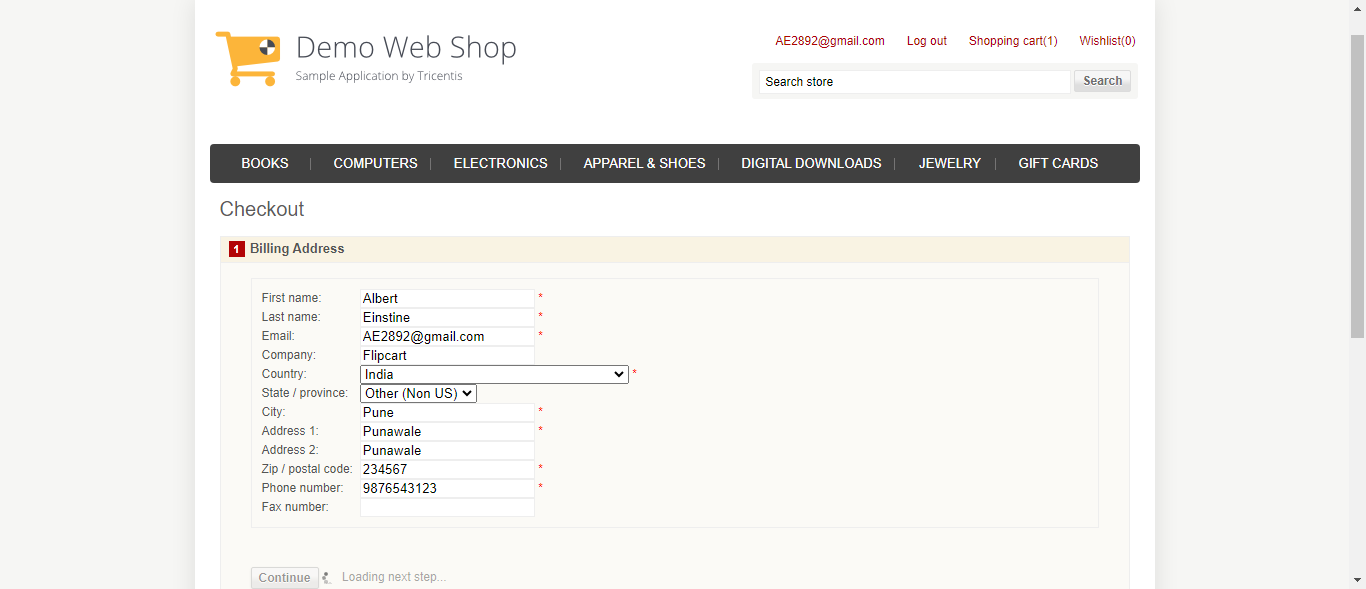 Demo Web Shop
Sample Application by Tricentis
AE2892@gmail.com Log out Shopping cart(1) Wishlist(0)
Search store Search
BOOKS COMPUTERS ELECTRONICS APPAREL & SHOES DIGITAL DOWNLOADS JEWELRY GIFT CARDS
Checkout
1 Billing Address
First name: Albert *
Last name: Einstine *
Email: AE2892@gmail.com *
Company: Flipcart
Country: India *
State / province: Other (Non US)
City: Pune *
Address 1: Punawale *
Address 2: Punawale
Zip / postal code: 234567 *
Phone number: 9876543123 *
Fax number:
Continue Loading next step...